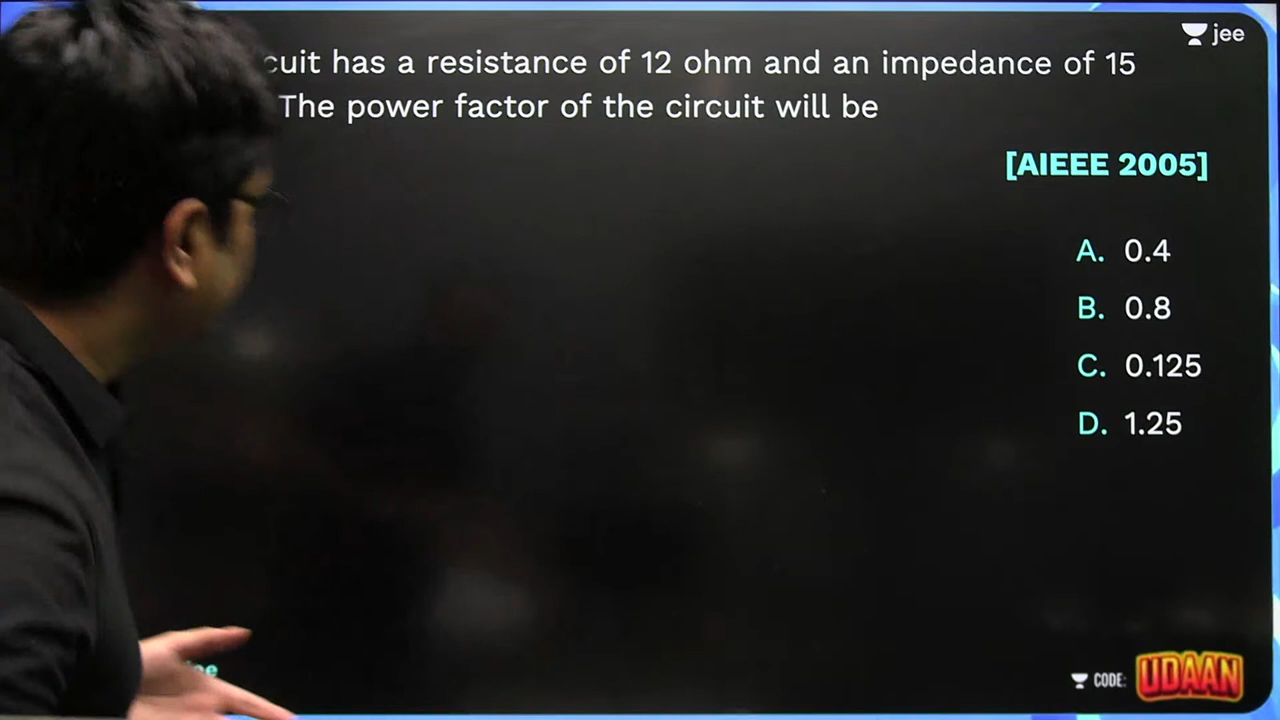 jee
cuit has a resistance of 12 ohm and an impedance of 15
The power factor of the circuit will be
[AIEEE 2005]
A. 0.4
B. 0.8
C. 0.125
D. 1.25
CODE: UDAAN